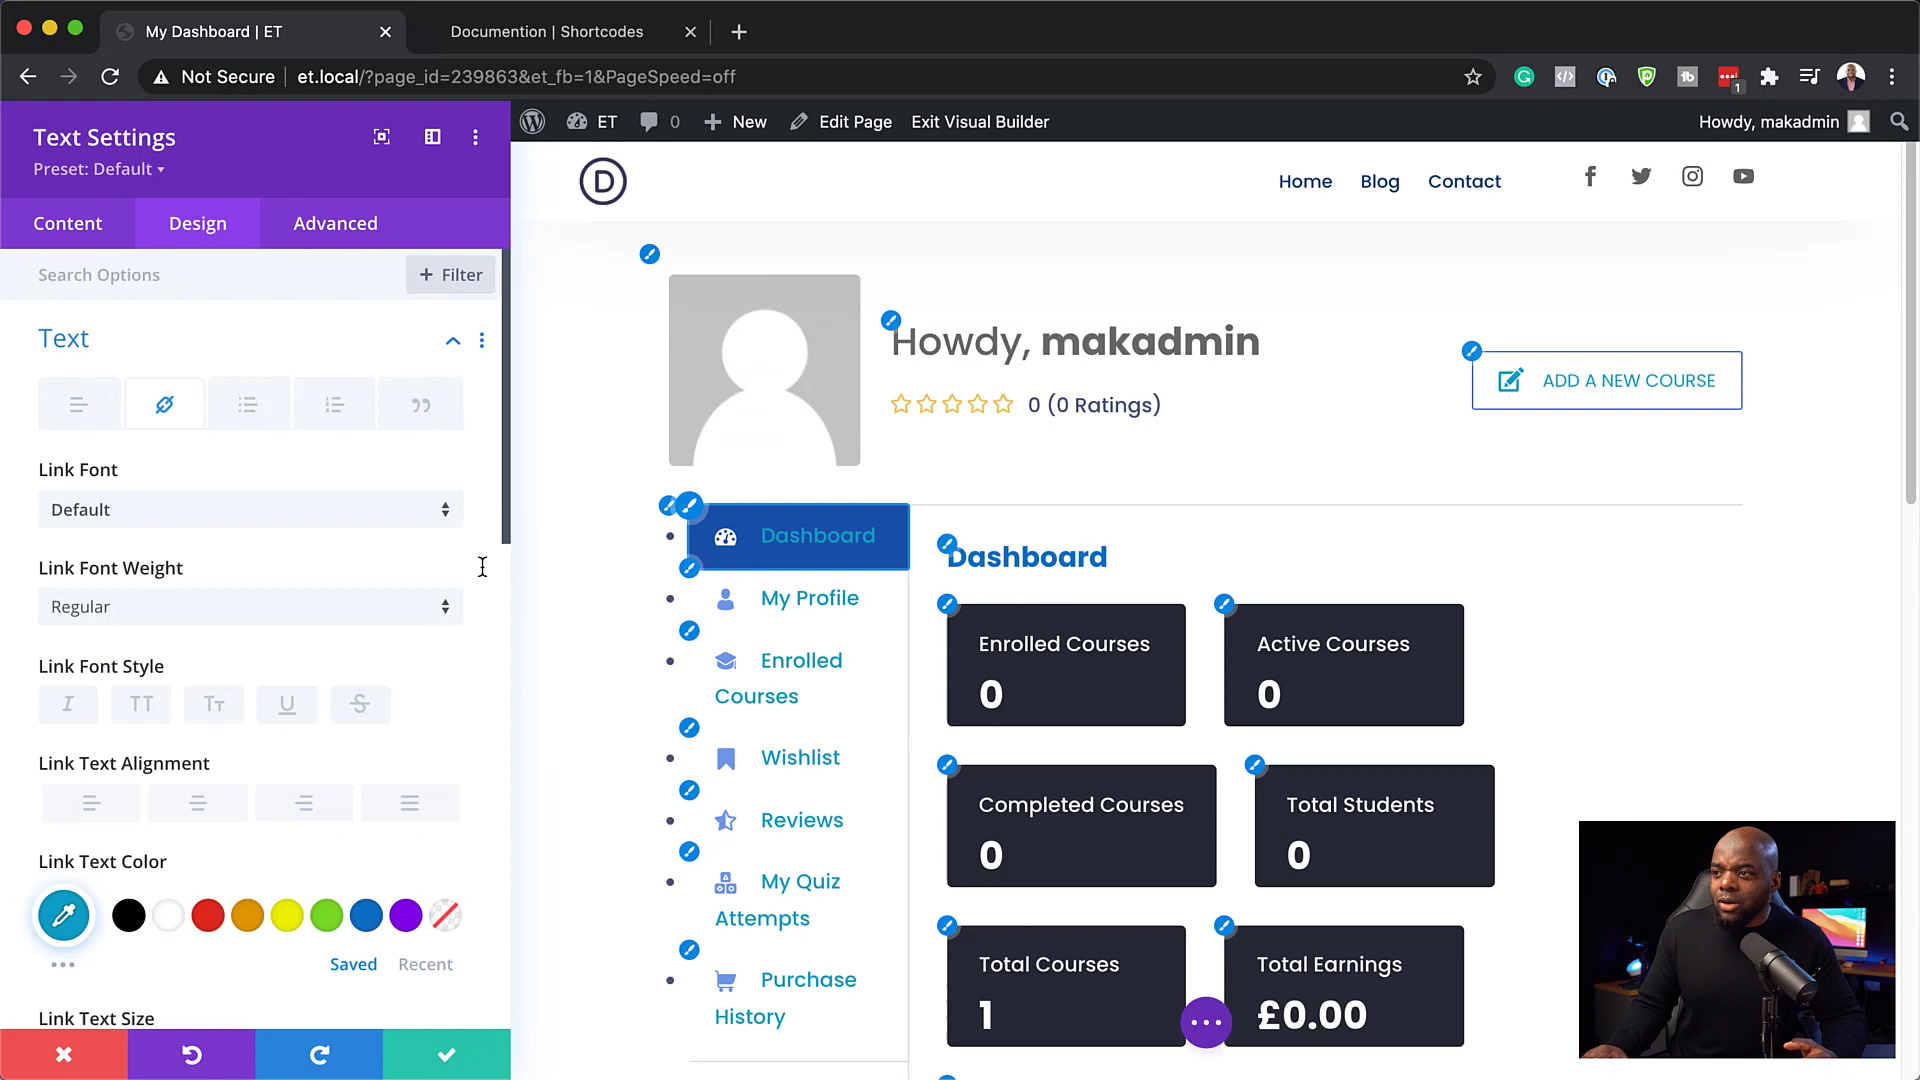 My Dashboard | ET
Documention | Shortcodes
Not Secure
et.local/?page_id=239863&et_fb=1&PageSpeed=off
1
Text Settings
Preset: Default
ET
0
New
Edit Page
Exit Visual Builder
Howdy, makadmin
Content
Design
Advanced
Search Options
+ Filter
Text
Link Font
Default
Link Font Weight
Regular
Link Font Style
I
TT
Tт
U
S
Link Text Alignment
Link Text Color
Saved
Recent
Link Text Size
D
Home
Blog
Contact
Howdy, makadmin
0 (0 Ratings)
ADD A NEW COURSE
Dashboard
My Profile
Enrolled
Courses
Wishlist
Reviews
My Quiz
Attempts
Purchase
History
Dashboard
Enrolled Courses
0
Active Courses
0
Completed Courses
0
Total Students
0
Total Courses
1
Total Earnings
£0.00